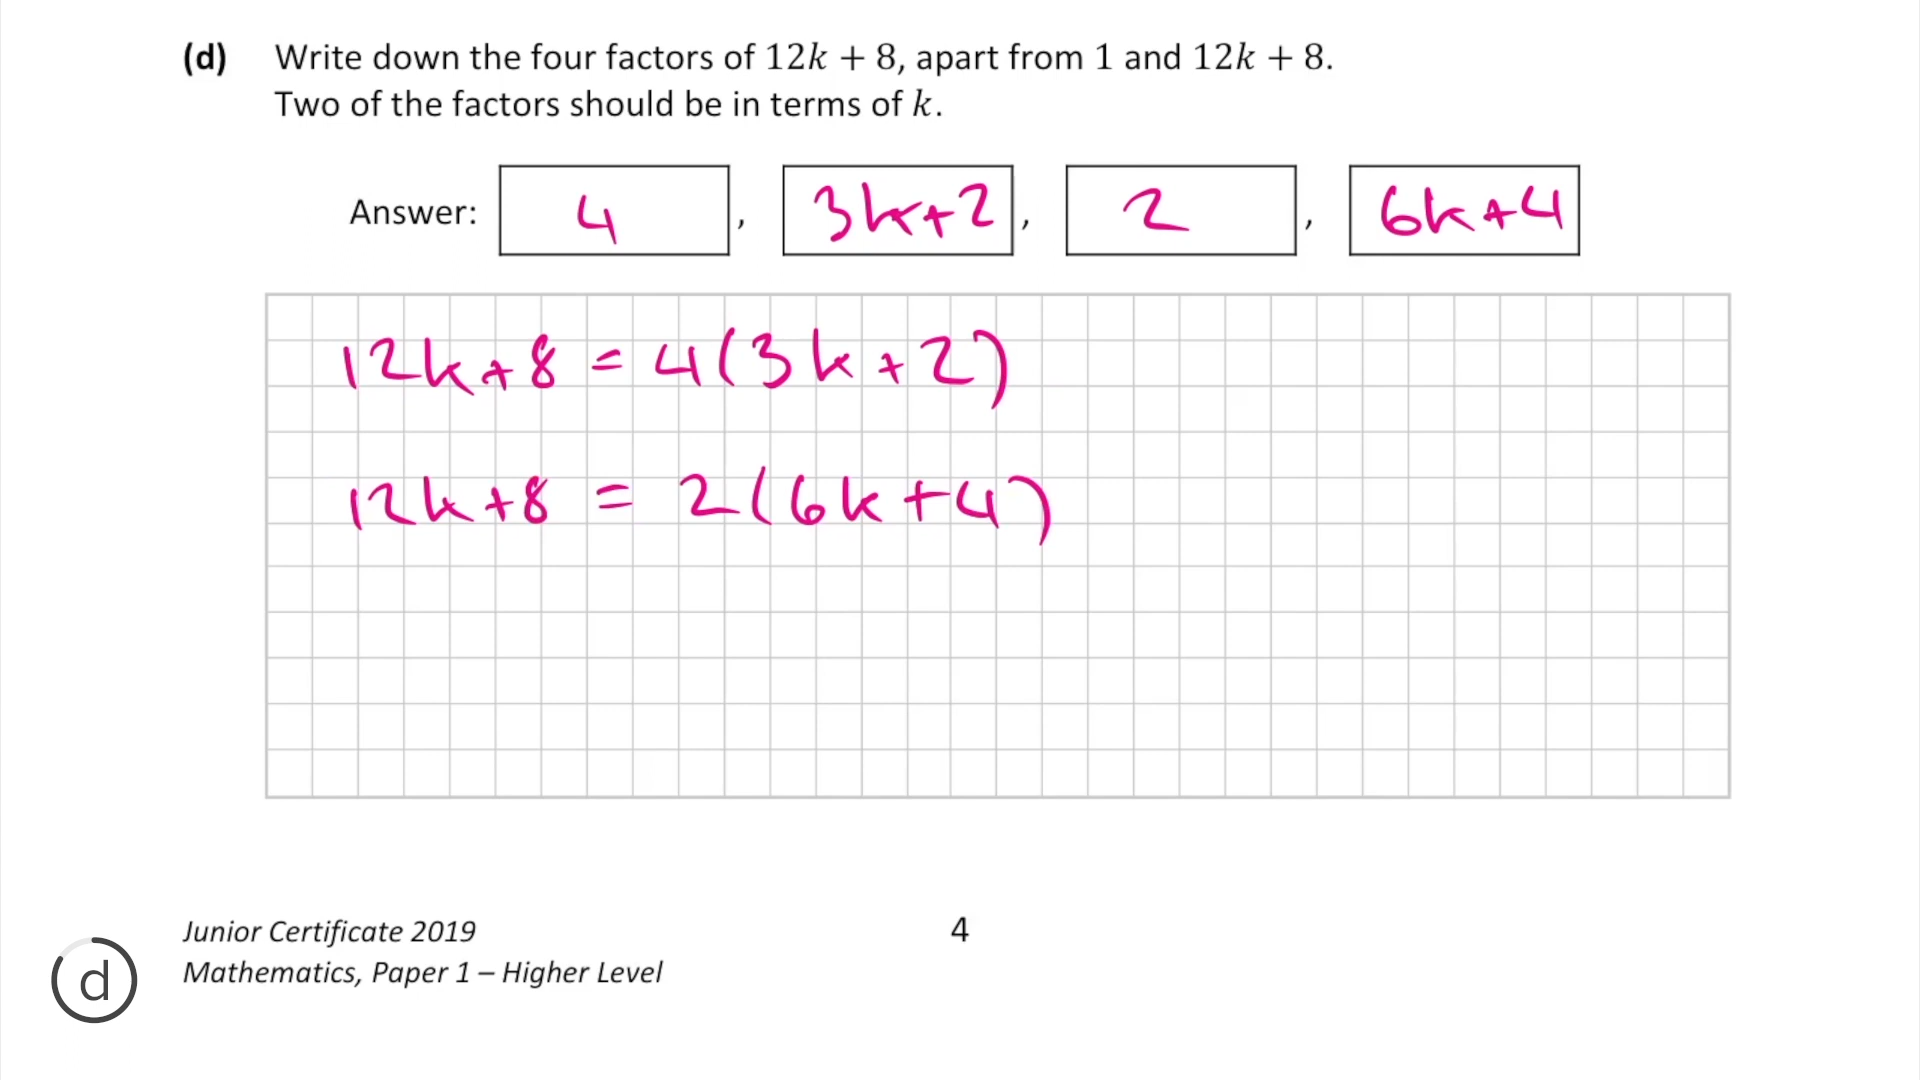 (d) Write down the four factors of 12k + 8, apart from 1 and 12k + 8.
Two of the factors should be in terms of k.
Answer: 4 , 3k+2 , 2 , 6k+4
12k+8 = 4(3k+2)
12k+8 = 2(6k+4)
Junior Certificate 2019 4
Mathematics, Paper 1 – Higher Level
d